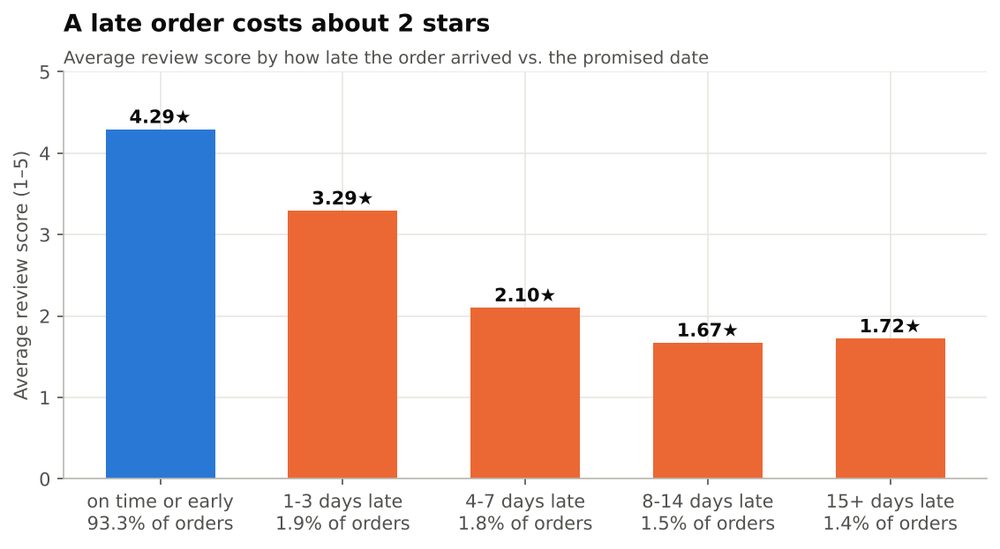 A late order costs about 2 stars
Average review score by how late the order arrived vs. the promised date
Average review score (1–5)
5
4
3
2
1
0
4.29★
3.29★
2.10★
1.67★
1.72★
on time or early
93.3% of orders
1-3 days late
1.9% of orders
4-7 days late
1.8% of orders
8-14 days late
1.5% of orders
15+ days late
1.4% of orders